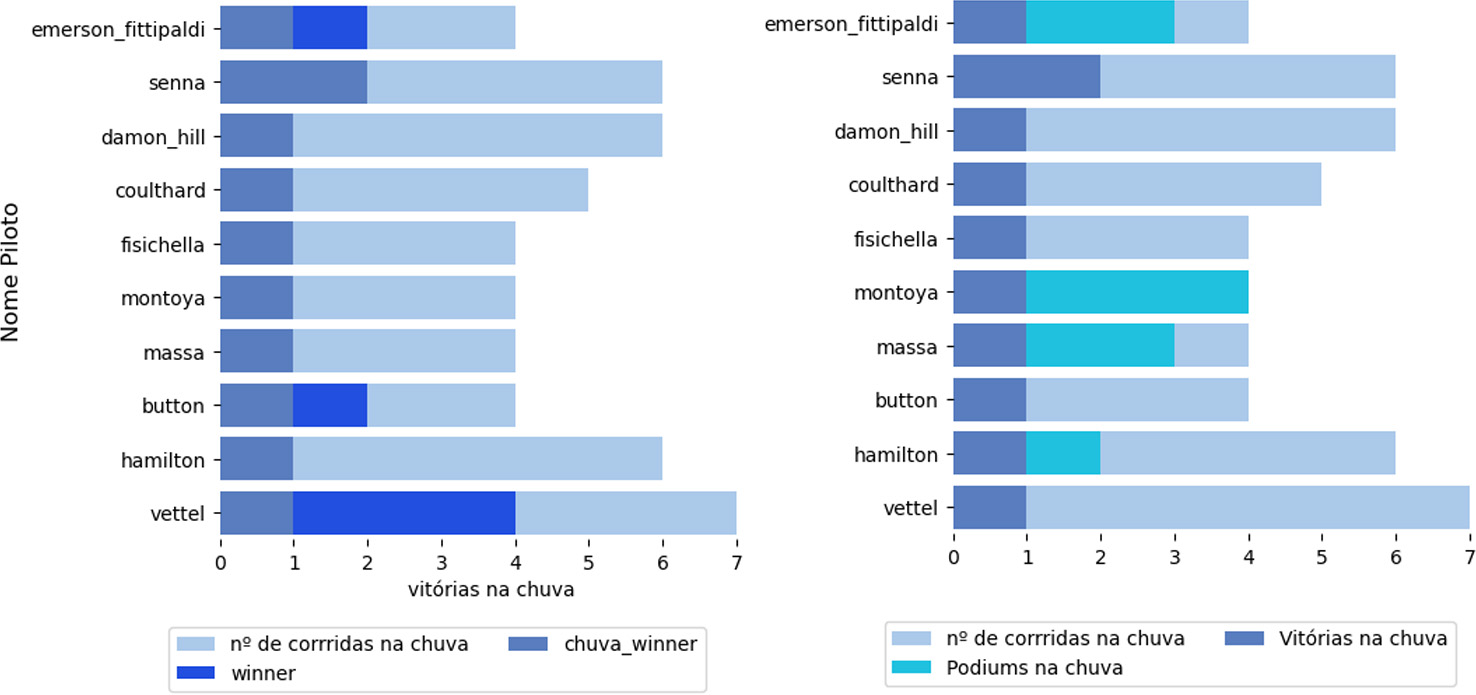 Nome Piloto
emerson_fittipaldi
senna
damon_hill
coulthard
fisichella
montoya
massa
button
hamilton
vettel
0 1 2 3 4 5 6 7
vitórias na chuva
nº de corrridas na chuva
chuva_winner
winner
emerson_fittipaldi
senna
damon_hill
coulthard
fisichella
montoya
massa
button
hamilton
vettel
0 1 2 3 4 5 6 7
nº de corrridas na chuva
Vitórias na chuva
Podiums na chuva